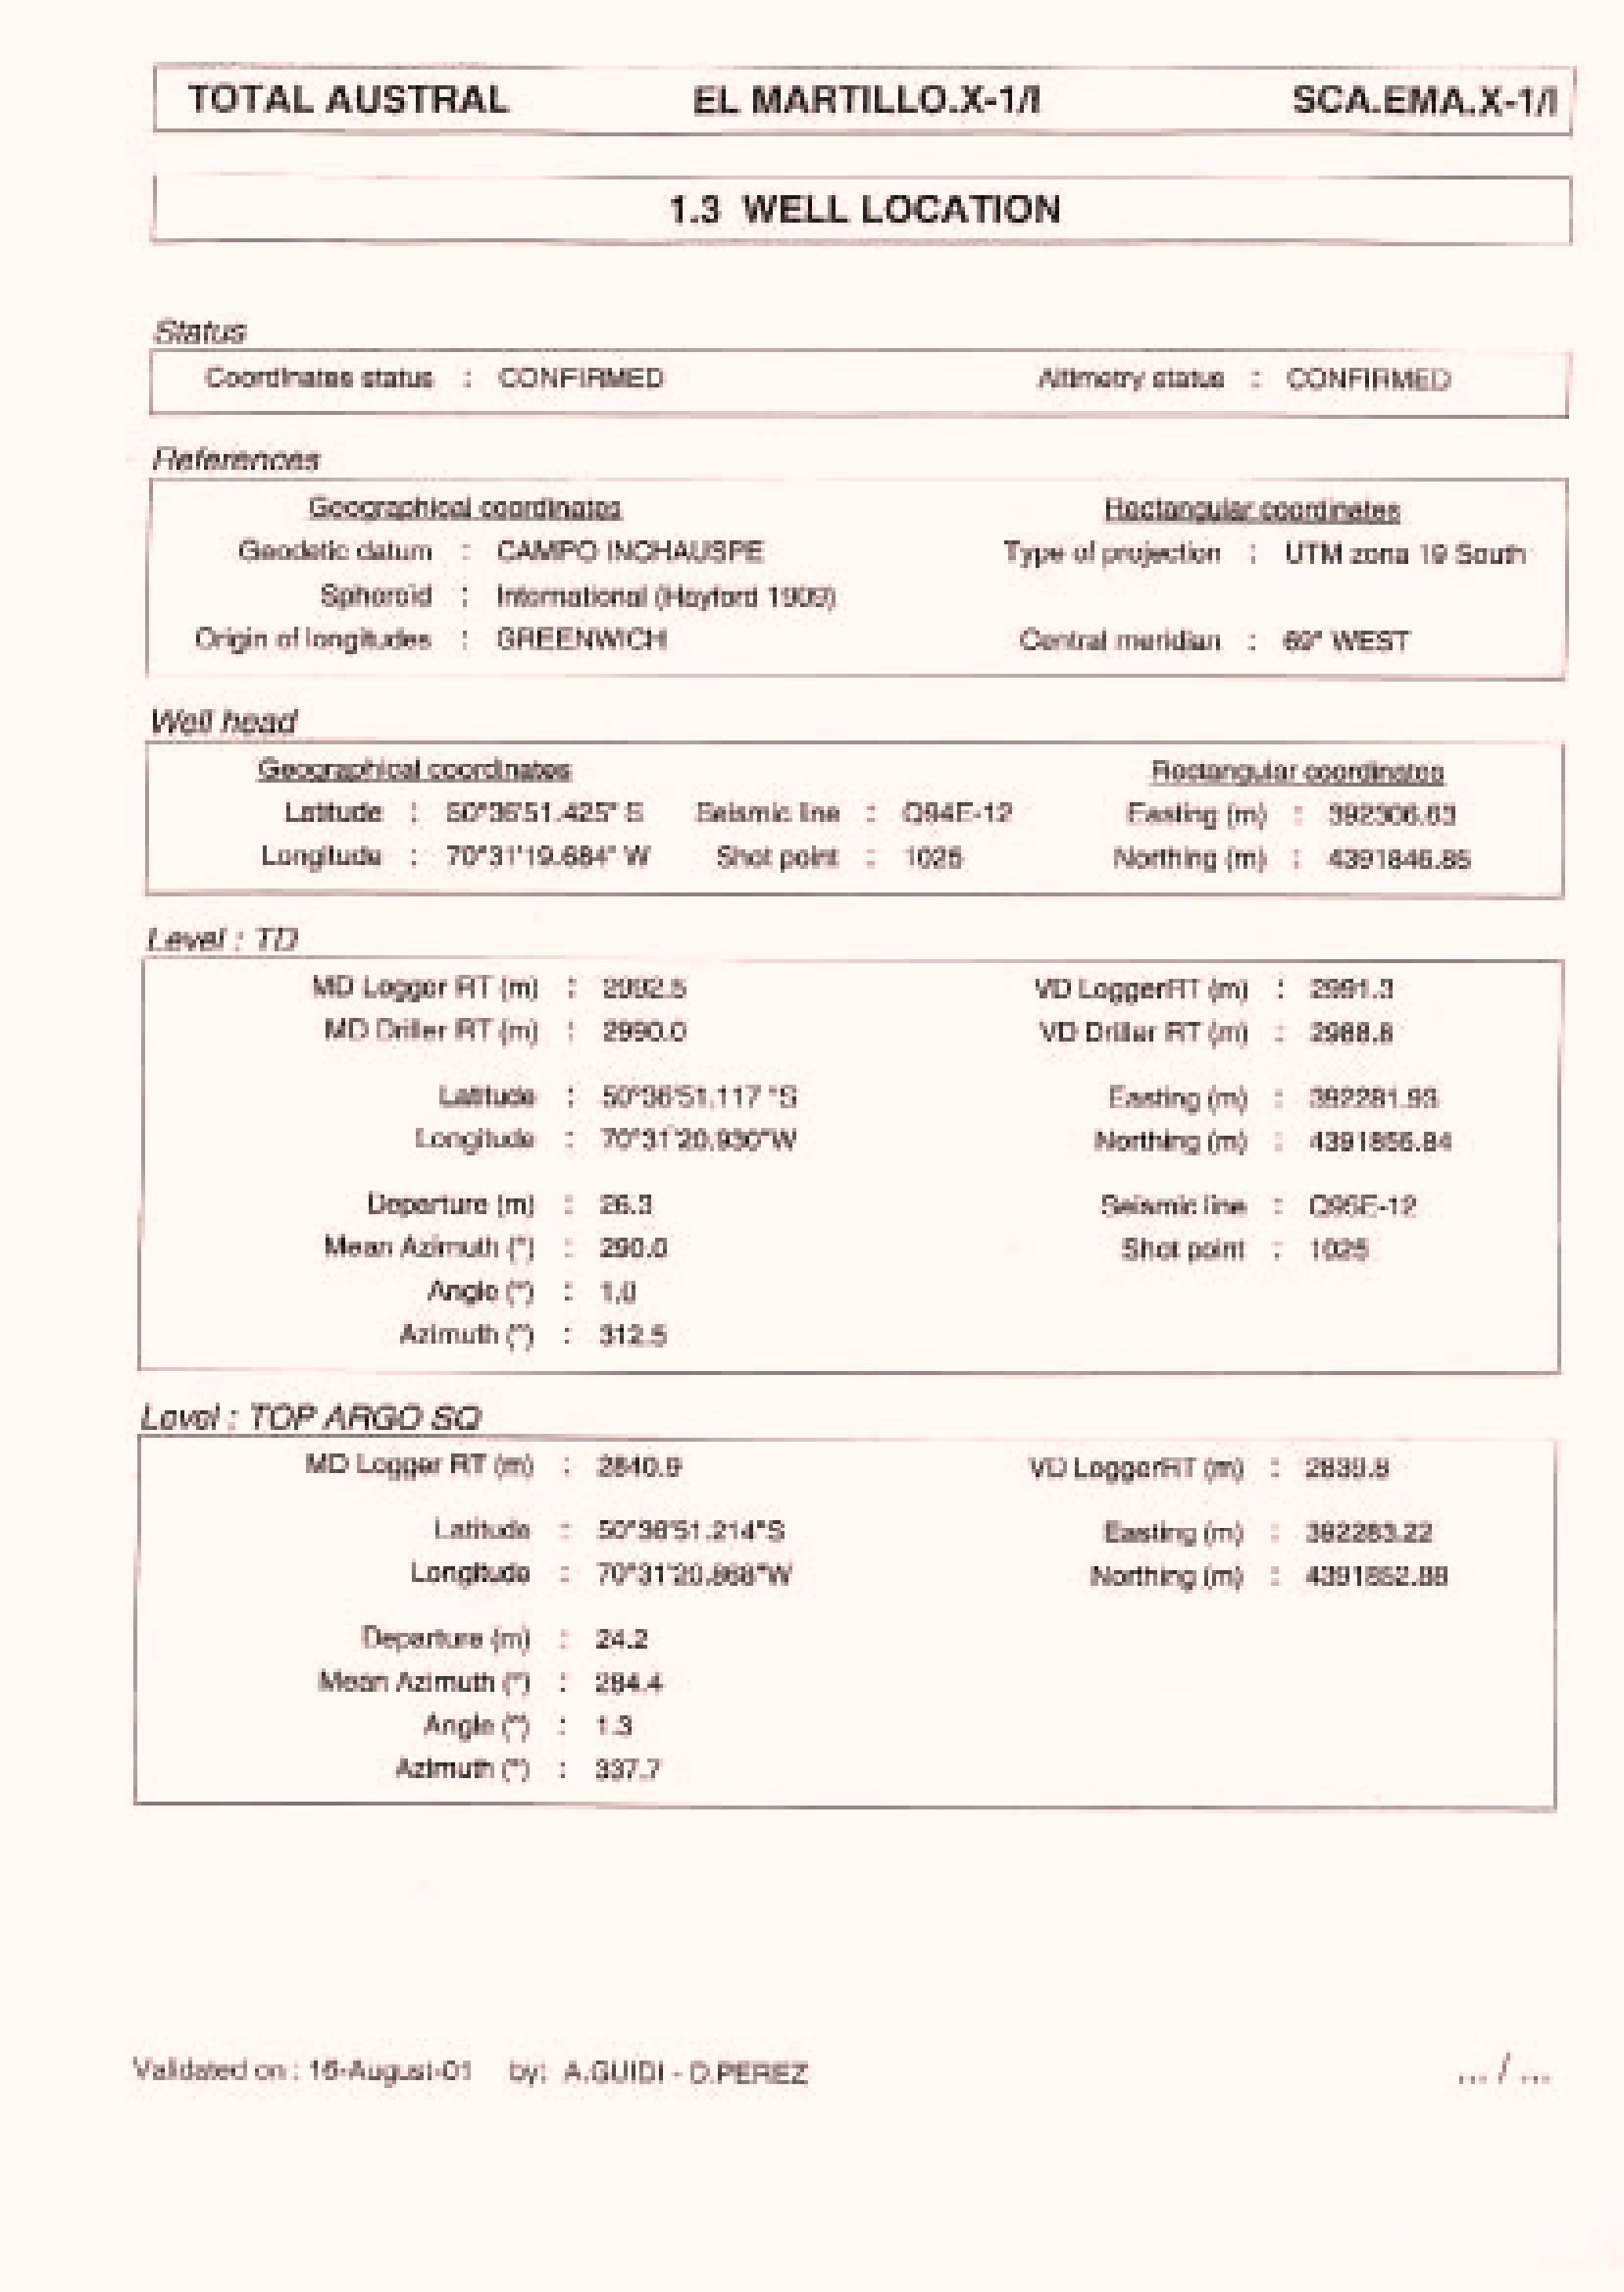 TOTAL AUSTRAL EL MARTILLO.X-1/I SCA.EMA.X-1/I
1.3 WELL LOCATION
Status
Coordinates status : CONFIRMED Altimetry status : CONFIRMED
References
Geographical coordinates Rectangular coordinates
Geodetic datum : CAMPO INCHAUSPE Type of projection : UTM zona 19 South
Spheroid : International (Hayford 1909)
Origin of longitudes : GREENWICH Central meridian : 69° WEST
Well head
Geographical coordinates Rectangular coordinates
Latitude : 50°36'51.425" S Seismic line : Q94E-12 Easting (m) : 392306.63
Longitude : 70°31'19.684" W Shot point : 1025 Northing (m) : 4391846.85
Level : TD
MD Logger RT (m) : 2992.5 VD LoggerRT (m) : 2991.3
MD Driller RT (m) : 2990.0 VD Driller RT (m) : 2988.8
Latitude : 50°36'51.117 "S Easting (m) : 392281.93
Longitude : 70°31'20.930"W Northing (m) : 4391856.84
Departure (m) : 26.3 Seismic line :
Mean Azimuth (°) : 290.0 Shot point : 1025
Angle (°) : 1.0
Azimuth (°) : 312.5
Level : TOP ARGO SQ
MD Logger RT (m) : 2840.9 VD LoggerRT (m) : 2839.8
Latitude : 50°36'51.214"S Easting (m) : 392283.22
Longitude : 70°31'20.868"W Northing (m) : 4391852.88
Departure (m) : 24.2
Mean Azimuth (°) : 284.4
Angle (°) : 1.3
Azimuth (°) : 337.7
Validated on : 16-August-01 by: A.GUIDI - D.PEREZ ... / ...